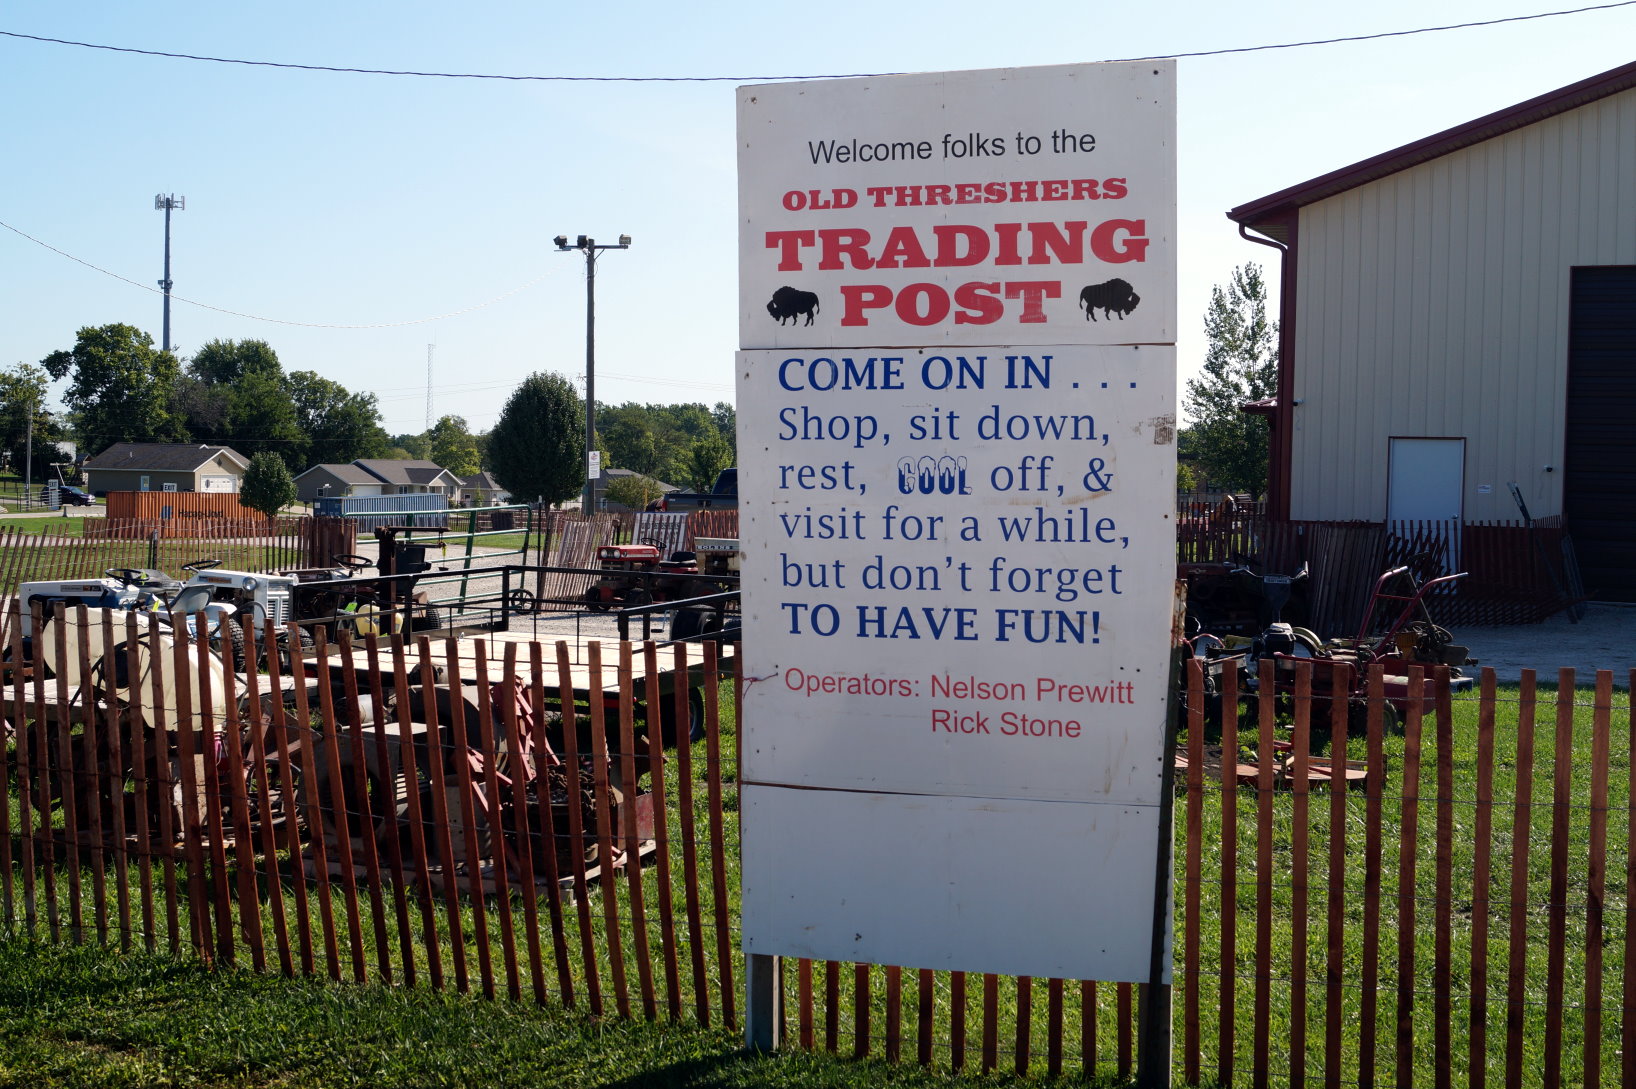 Welcome folks to the
OLD THRESHERS
TRADING
POST
COME ON IN . . .
Shop, sit down,
rest, COOL off, &
visit for a while,
but don't forget
TO HAVE FUN!
Operators: Nelson Prewitt
Rick Stone
EXIT